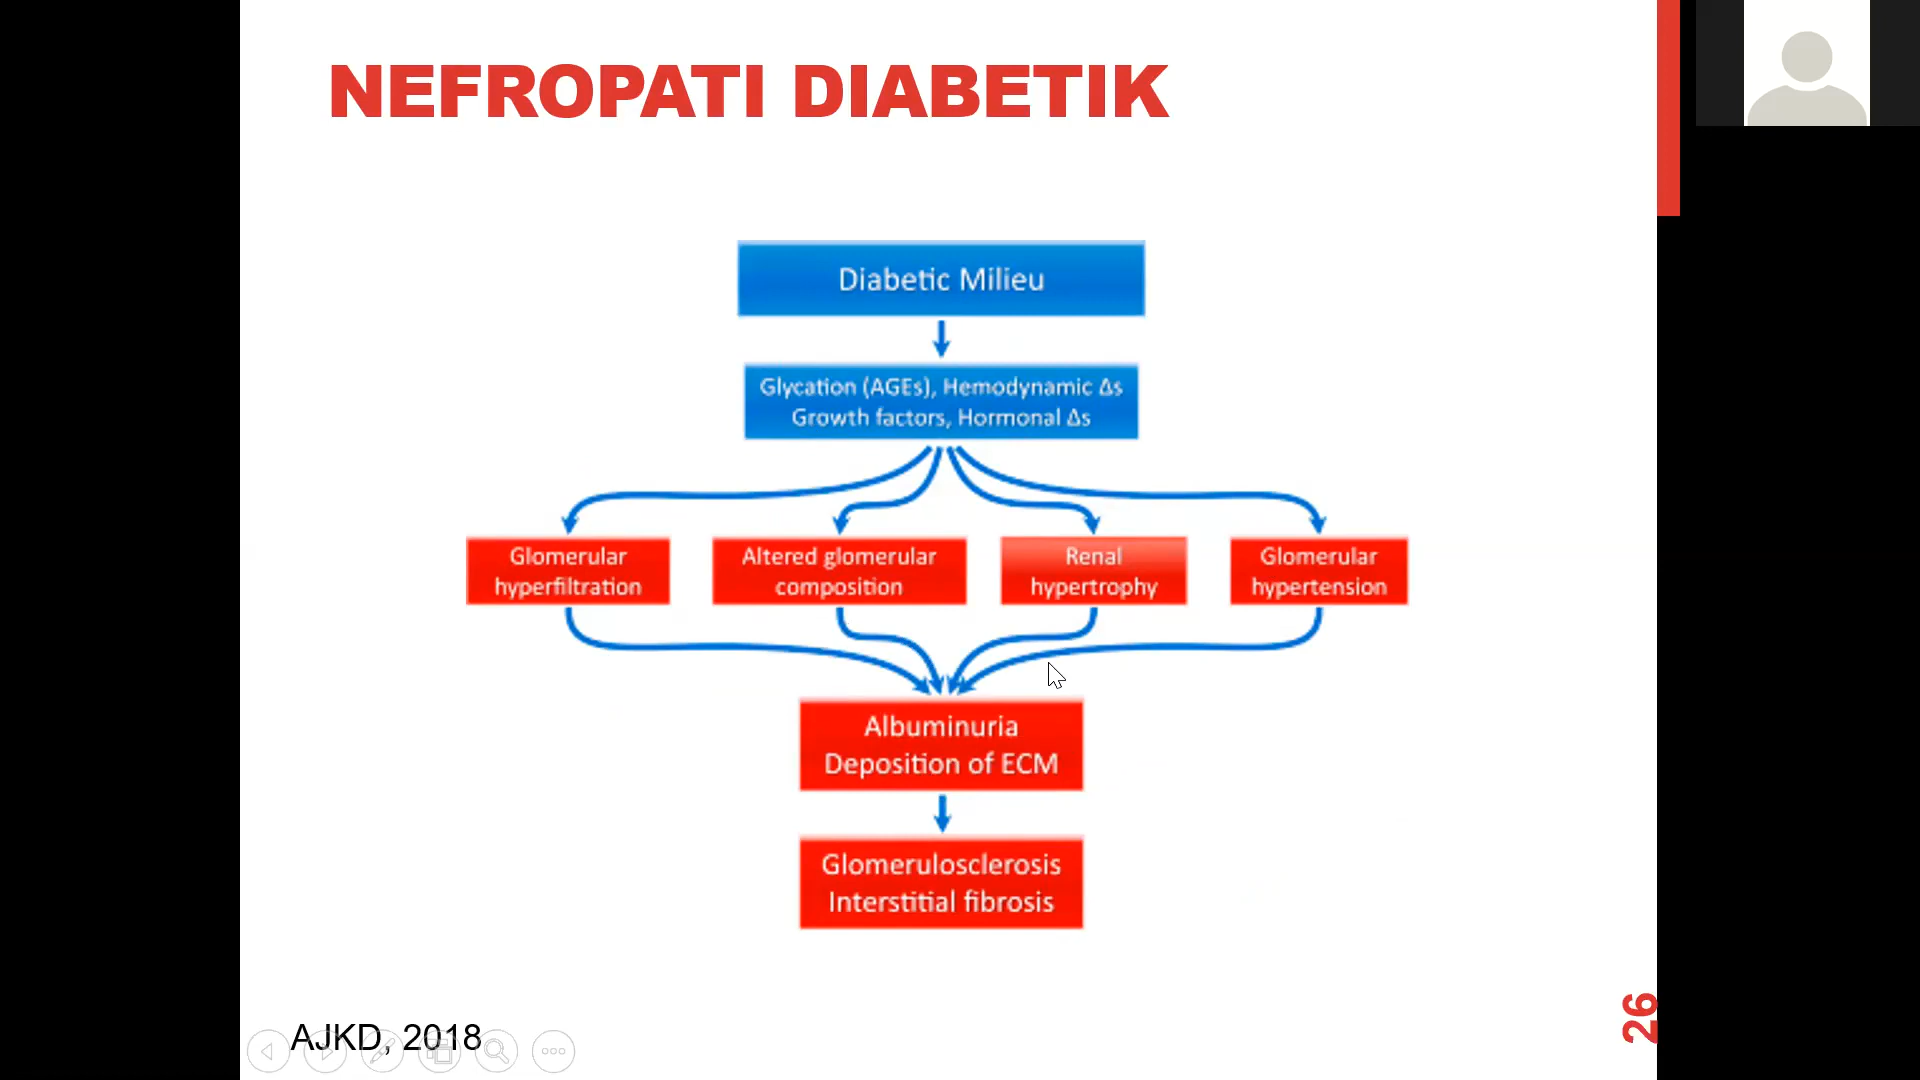 NEFROPATI DIABETIK
Diabetic Milieu
Glycation (AGEs), Hemodynamic Δs
Growth factors, Hormonal Δs
Glomerular
hyperfiltration
Altered glomerular
composition
Renal
hypertrophy
Glomerular
hypertension
Albuminuria
Deposition of ECM
Glomerulosclerosis
Interstitial fibrosis
AJKD, 2018
26